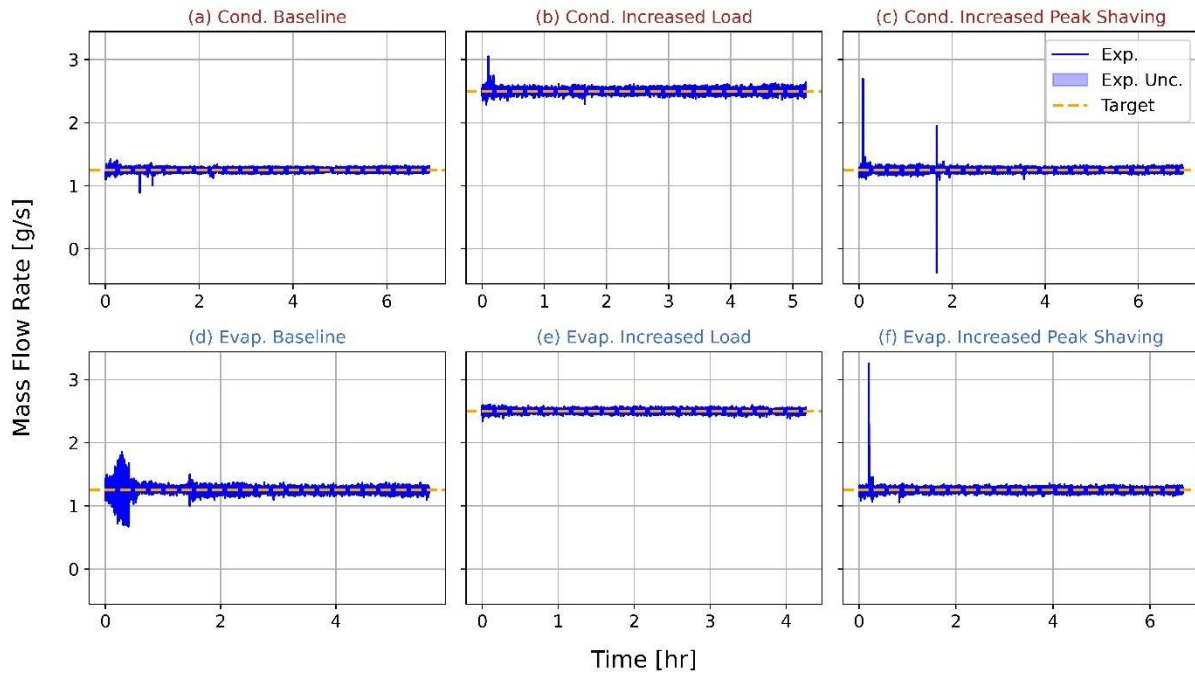 (a) Cond. Baseline
(b) Cond. Increased Load
(c) Cond. Increased Peak Shaving
3
2
1
0
0 2 4 6
0 1 2 3 4 5
0 2 4 6
Exp.
Exp. Unc.
Target
Mass Flow Rate [g/s]
(d) Evap. Baseline
(e) Evap. Increased Load
(f) Evap. Increased Peak Shaving
3
2
1
0
0 2 4
0 1 2 3 4
0 2 4 6
Time [hr]